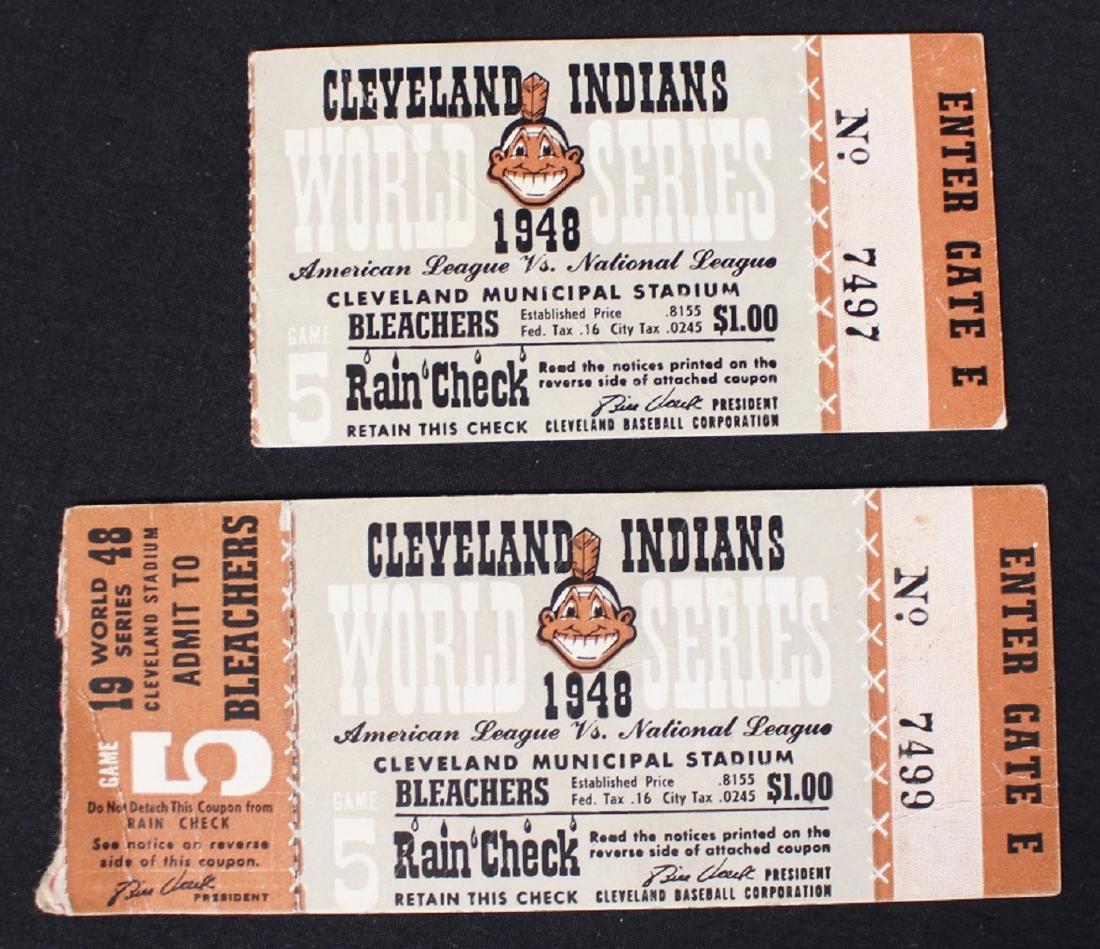 CLEVELAND INDIANS
WORLD SERIES
1948
American League Vs. National League
CLEVELAND MUNICIPAL STADIUM
GAME
5
BLEACHERS
Established Price .8155
Fed. Tax .16 City Tax .0245
$1.00
Rain Check
Read the notices printed on the
reverse side of attached coupon
Bill Veeck PRESIDENT
RETAIN THIS CHECK
CLEVELAND BASEBALL CORPORATION
No. 7497
ENTER GATE E
19 WORLD SERIES 48
CLEVELAND STADIUM
ADMIT TO
BLEACHERS
GAME
5
Do Not Detach This Coupon from
RAIN CHECK
See notice on reverse
side of this coupon.
Bill Veeck
PRESIDENT
CLEVELAND INDIANS
WORLD SERIES
1948
American League Vs. National League
CLEVELAND MUNICIPAL STADIUM
GAME
5
BLEACHERS
Established Price .8155
Fed. Tax .16 City Tax .0245
$1.00
Rain Check
Read the notices printed on the
reverse side of attached coupon
Bill Veeck PRESIDENT
RETAIN THIS CHECK
CLEVELAND BASEBALL CORPORATION
No. 7499
ENTER GATE E